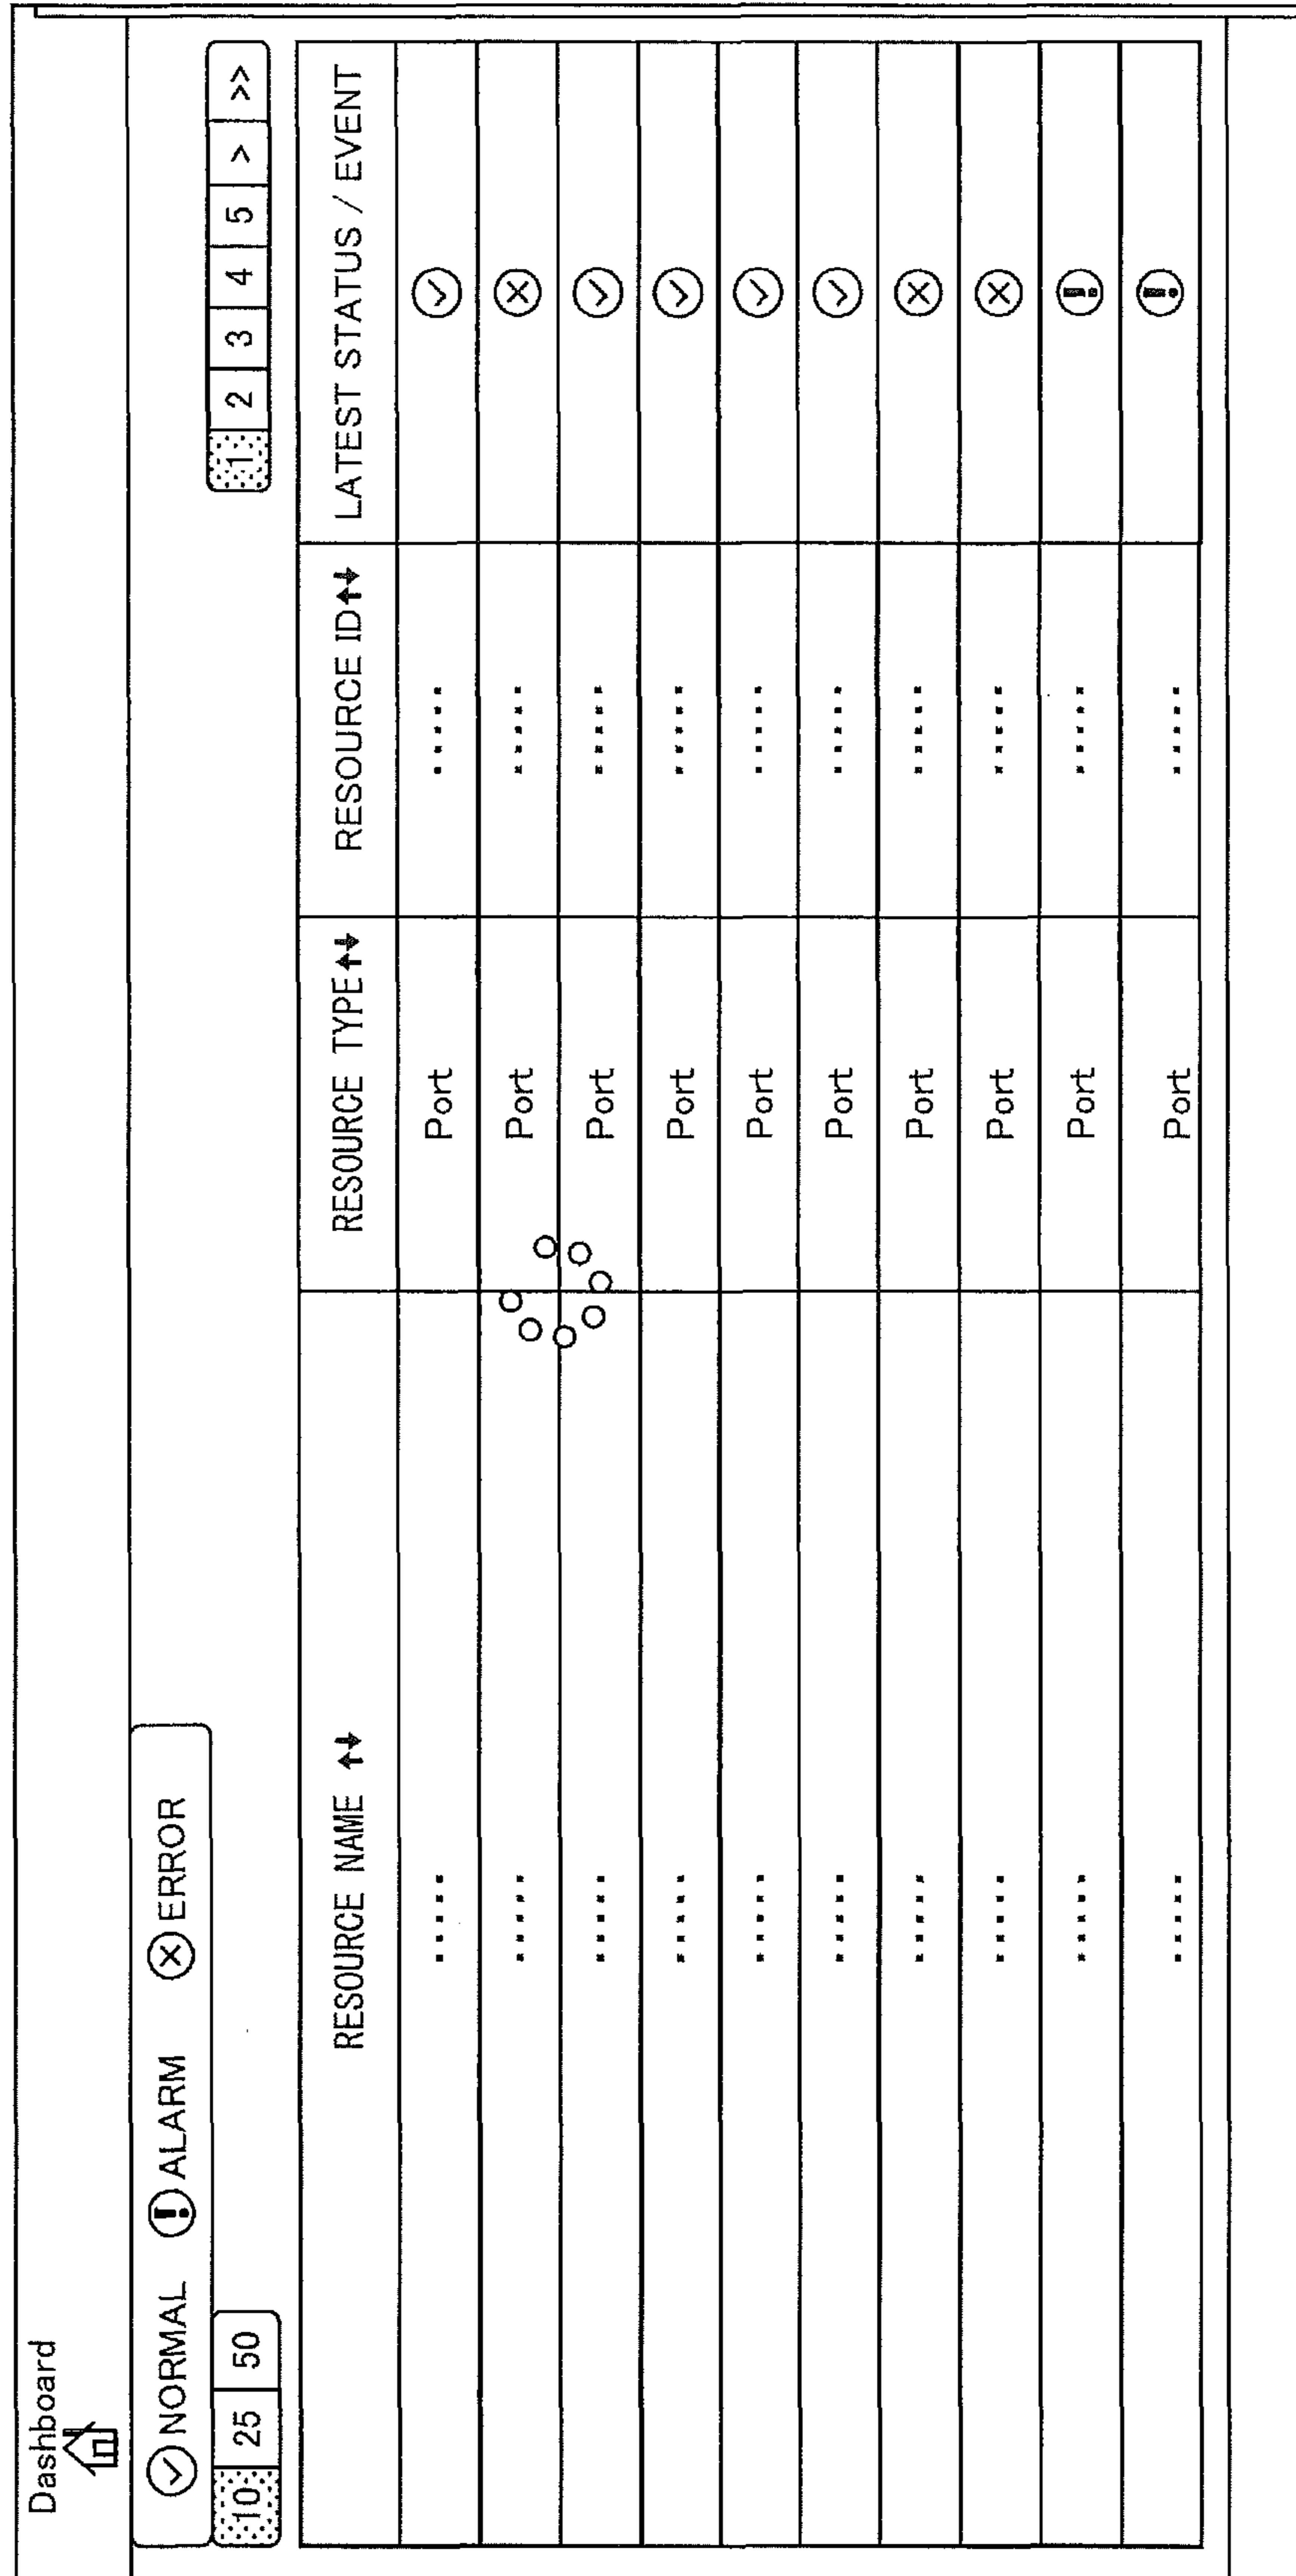 Dashboard
NORMAL ALARM ERROR
10 25 50
1 2 3 4 5 > >>
RESOURCE NAME RESOURCE TYPE RESOURCE ID LATEST STATUS / EVENT
..... Port .....
..... Port .....
..... Port .....
..... Port .....
..... Port .....
..... Port .....
..... Port .....
..... Port .....
..... Port .....
..... Port .....